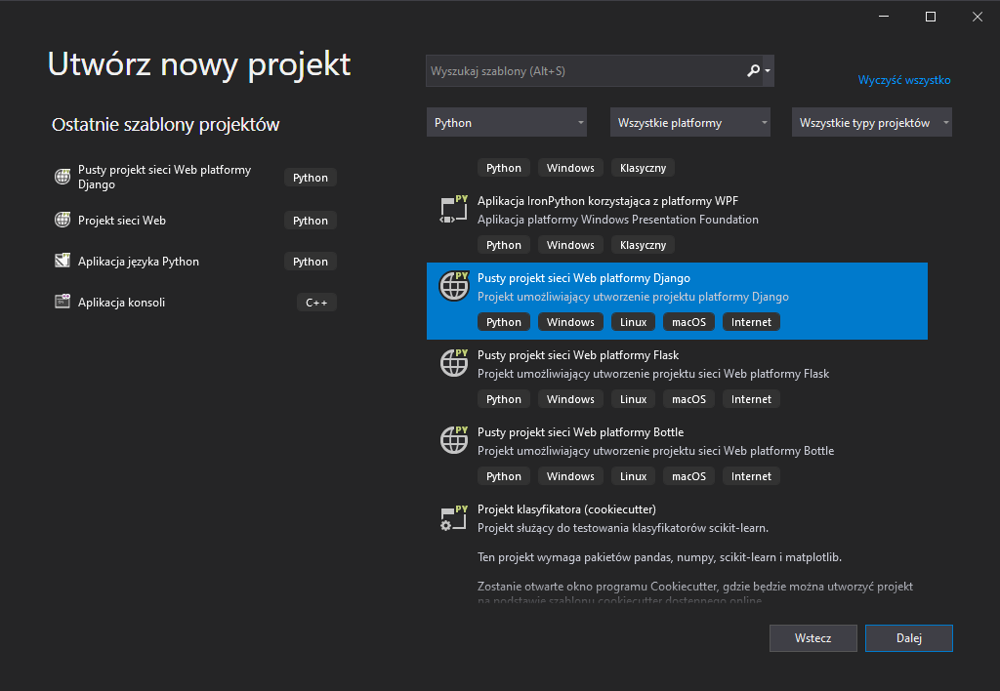 Utwórz nowy projekt
Wyszukaj szablony (Alt+S)
Wyczyść wszystko
Ostatnie szablony projektów
Python
Wszystkie platformy
Wszystkie typy projektów
Pusty projekt sieci Web platformy
Django
Python
Projekt sieci Web
Python
Aplikacja języka Python
Python
Aplikacja konsoli
C++
Python Windows Klasyczny
PY
Aplikacja IronPython korzystająca z platformy WPF
Aplikacja platformy Windows Presentation Foundation
Python Windows Klasyczny
PY
Pusty projekt sieci Web platformy Django
Projekt umożliwiający utworzenie projektu platformy Django
Python Windows Linux macOS Internet
PY
Pusty projekt sieci Web platformy Flask
Projekt umożliwiający utworzenie projektu sieci Web platformy Flask
Python Windows Linux macOS Internet
PY
Pusty projekt sieci Web platformy Bottle
Projekt umożliwiający utworzenie projektu sieci Web platformy Bottle
Python Windows Linux macOS Internet
PY
Projekt klasyfikatora (cookiecutter)
Projekt służący do testowania klasyfikatorów scikit-learn.
Ten projekt wymaga pakietów pandas, numpy, scikit-learn i matplotlib.
Zostanie otwarte okno programu Cookiecutter, gdzie będzie można utworzyć projekt
na podstawie szablonu cookiecutter dostępnego online.
Wstecz
Dalej